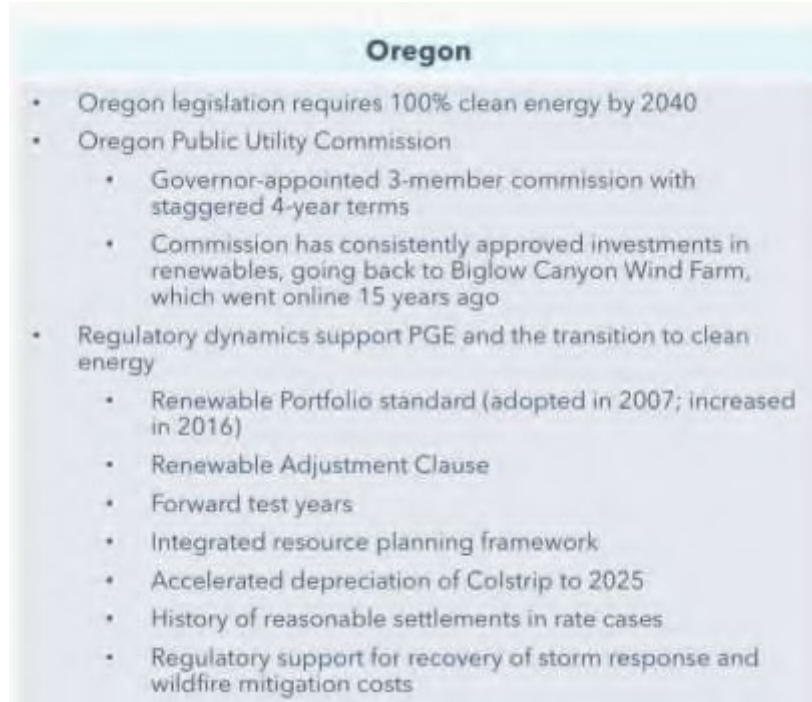 Oregon
• Oregon legislation requires 100% clean energy by 2040
• Oregon Public Utility Commission
• Governor-appointed 3-member commission with
staggered 4-year terms
• Commission has consistently approved investments in
renewables, going back to Biglow Canyon Wind Farm,
which went online 15 years ago
• Regulatory dynamics support PGE and the transition to clean
energy
• Renewable Portfolio standard (adopted in 2007; increased
in 2016)
• Renewable Adjustment Clause
• Forward test years
• Integrated resource planning framework
• Accelerated depreciation of Colstrip to 2025
• History of reasonable settlements in rate cases
• Regulatory support for recovery of storm response and
wildfire mitigation costs